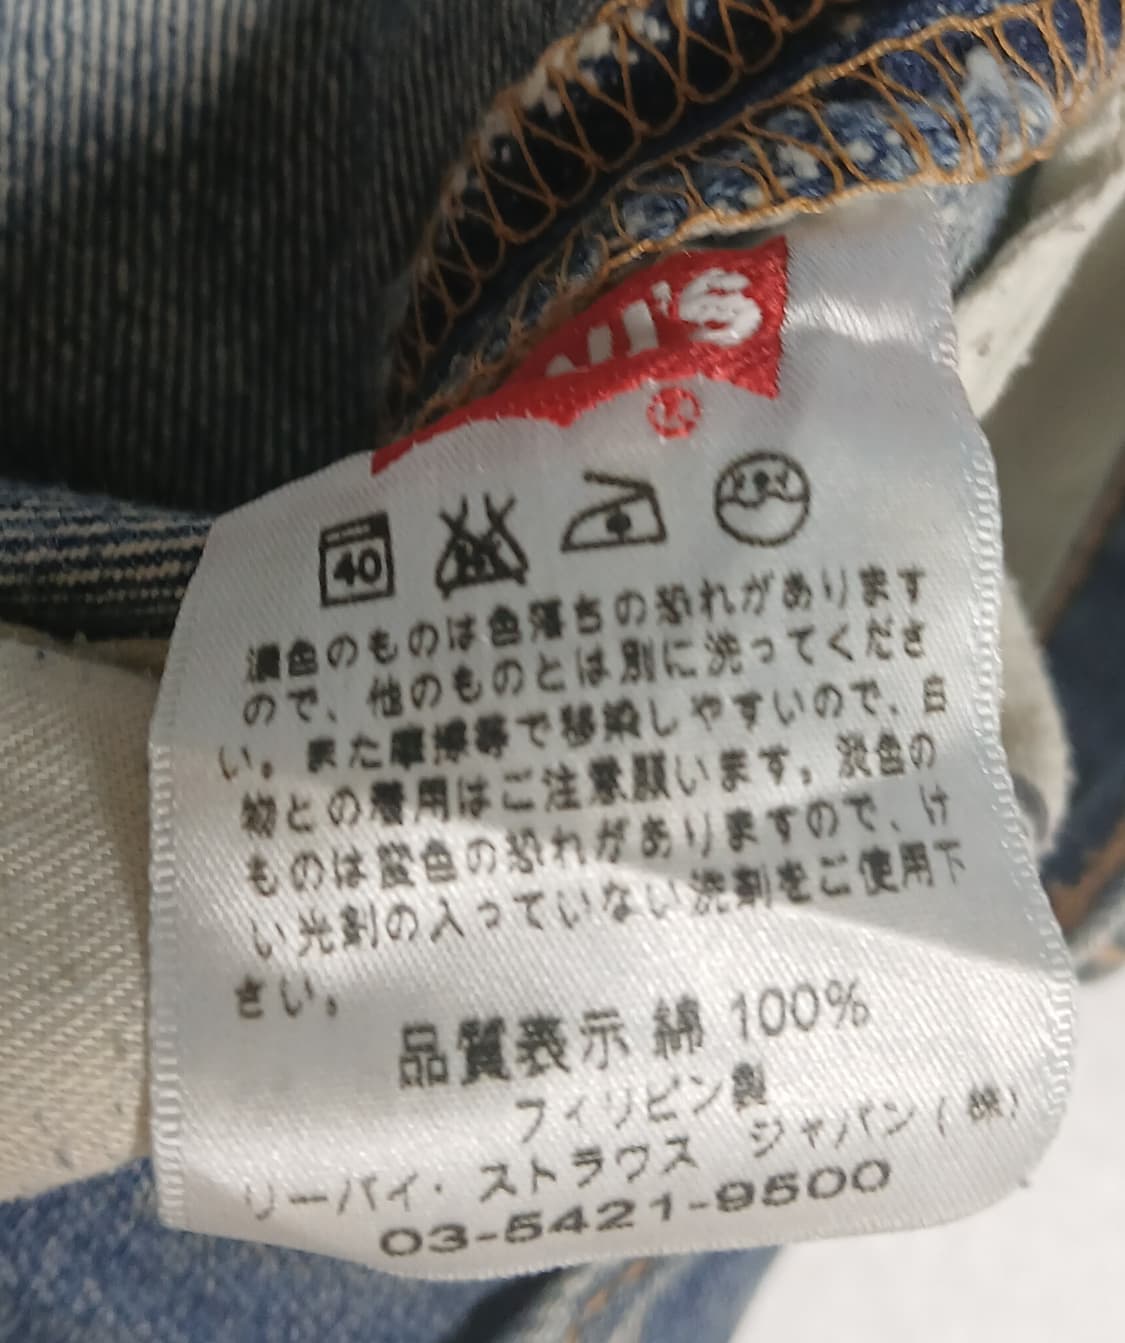 VI'S
®
40
濃色のものは色落ちの恐れがあります
ので、他のものとは別に洗ってくださ
い。また摩擦等で移染しやすいので、白
物との着用はご注意願います。淡色の
ものは変色の恐れがありますので、け
い光剤の入っていない洗剤をご使用下
さい。
品質表示 綿 100%
フィリピン製
リーバイ・ストラウス ジャパン(株)
03-5421-9500